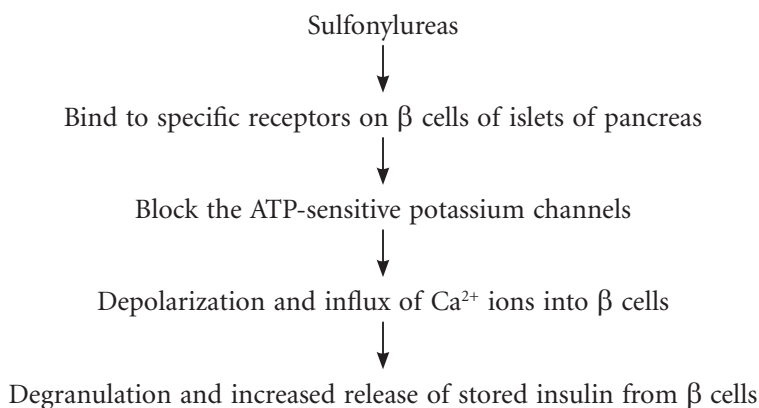 Sulfonylureas
Bind to specific receptors on β cells of islets of pancreas
Block the ATP-sensitive potassium channels
Depolarization and influx of Ca²⁺ ions into β cells
Degranulation and increased release of stored insulin from β cells